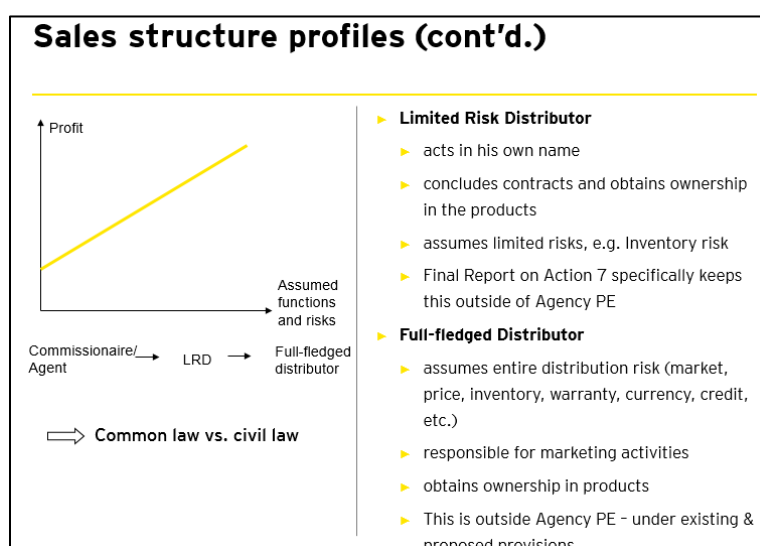 Sales structure profiles (cont'd.)
Profit
Assumed
functions
and risks
Commissionaire/
Agent
LRD
Full-fledged
distributor
Common law vs. civil law
Limited Risk Distributor
acts in his own name
concludes contracts and obtains ownership
in the products
assumes limited risks, e.g. Inventory risk
Final Report on Action 7 specifically keeps
this outside of Agency PE
Full-fledged Distributor
assumes entire distribution risk (market,
price, inventory, warranty, currency, credit,
etc.)
responsible for marketing activities
obtains ownership in products
This is outside Agency PE – under existing &
proposed provisions